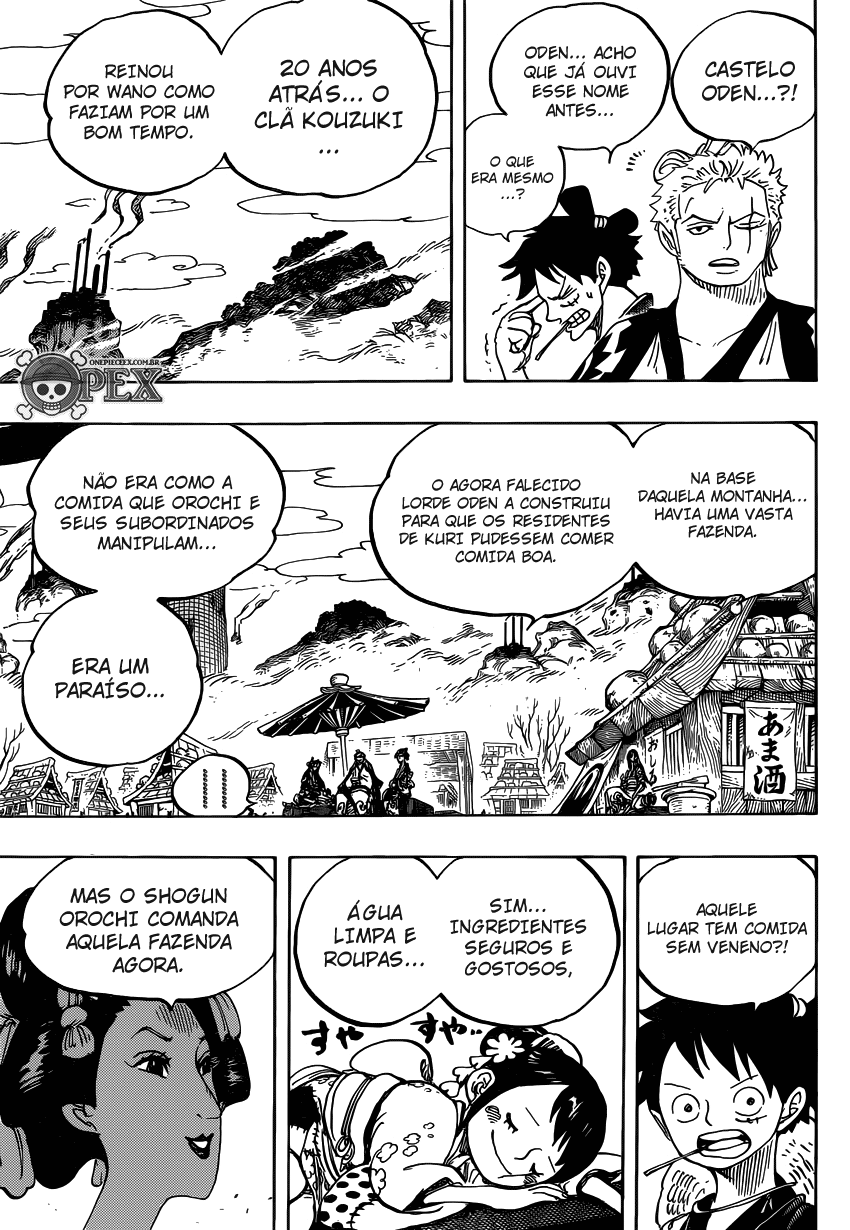 CASTELO
ODEN...?!
ODEN... ACHO
QUE JÁ OUVI
ESSE NOME
ANTES...
O QUE
ERA MESMO
...?
20 ANOS
ATRÁS... O
CLÃ KOUZUKI
...
REINOU
POR WANO COMO
FAZIAM POR UM
BOM TEMPO.
ONEPIECEEX.COM.BR
OPEX
NA BASE
DAQUELA MONTANHA...
HAVIA UMA VASTA
FAZENDA.
O AGORA FALECIDO
LORDE ODEN A CONSTRUIU
PARA QUE OS RESIDENTES
DE KURI PUDESSEM COMER
COMIDA BOA.
NÃO ERA COMO A
COMIDA QUE OROCHI E
SEUS SUBORDINADOS
MANIPULAM...
ERA UM
PARAÍSO...
おしるこ
あま酒
!!
AQUELE
LUGAR TEM COMIDA
SEM VENENO?!
SIM...
INGREDIENTES
SEGUROS E
GOSTOSOS,
ÁGUA
LIMPA E
ROUPAS...
すや..
すや
MAS O SHOGUN
OROCHI COMANDA
AQUELA FAZENDA
AGORA.